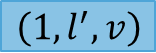 (1, l′, v)